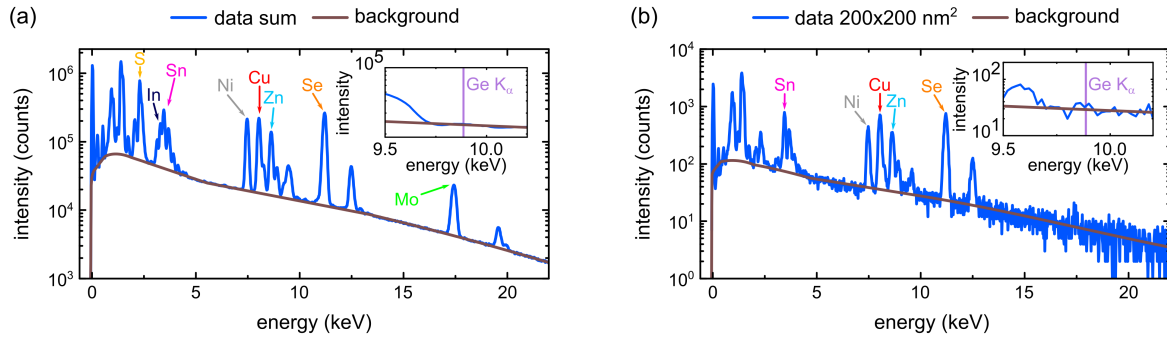 (a)
data sum
background
intensity (counts)
10⁶
10⁵
10⁴
10³
S
In
Sn
Ni
Cu
Zn
Se
Mo
10⁵
intensity
Ge Kα
9.5
10.0
energy (keV)
0
5
10
15
20
energy (keV)
(b)
data 200x200 nm²
background
intensity (counts)
10⁴
10³
10²
10¹
10⁰
Sn
Ni
Cu
Zn
Se
10²
10¹
intensity
Ge Kα
9.5
10.0
energy (keV)
0
5
10
15
20
energy (keV)